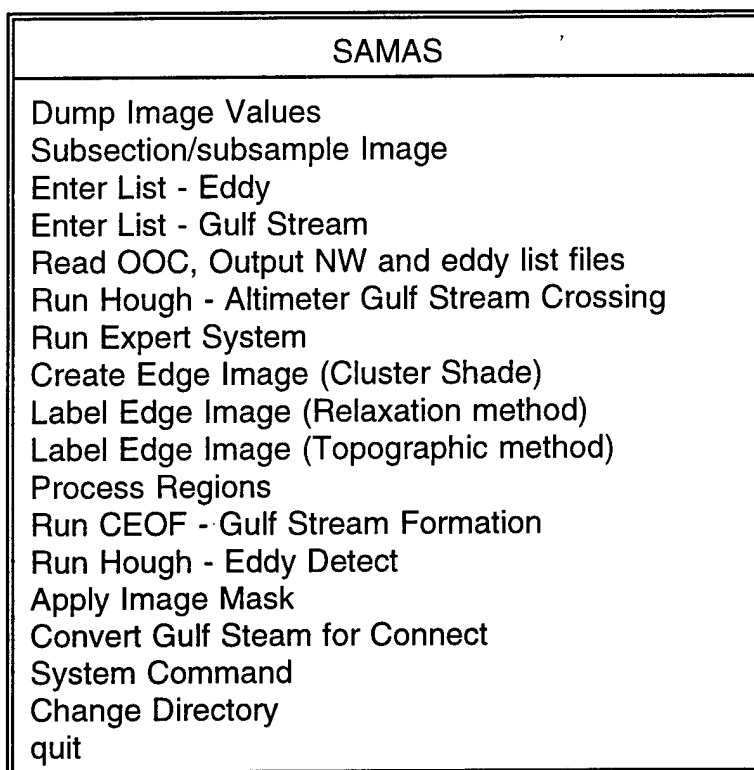 SAMAS
Dump Image Values
Subsection/subsample Image
Enter List - Eddy
Enter List - Gulf Stream
Read OOC, Output NW and eddy list files
Run Hough - Altimeter Gulf Stream Crossing
Run Expert System
Create Edge Image (Cluster Shade)
Label Edge Image (Relaxation method)
Label Edge Image (Topographic method)
Process Regions
Run CEOF - Gulf Stream Formation
Run Hough - Eddy Detect
Apply Image Mask
Convert Gulf Steam for Connect
System Command
Change Directory
quit